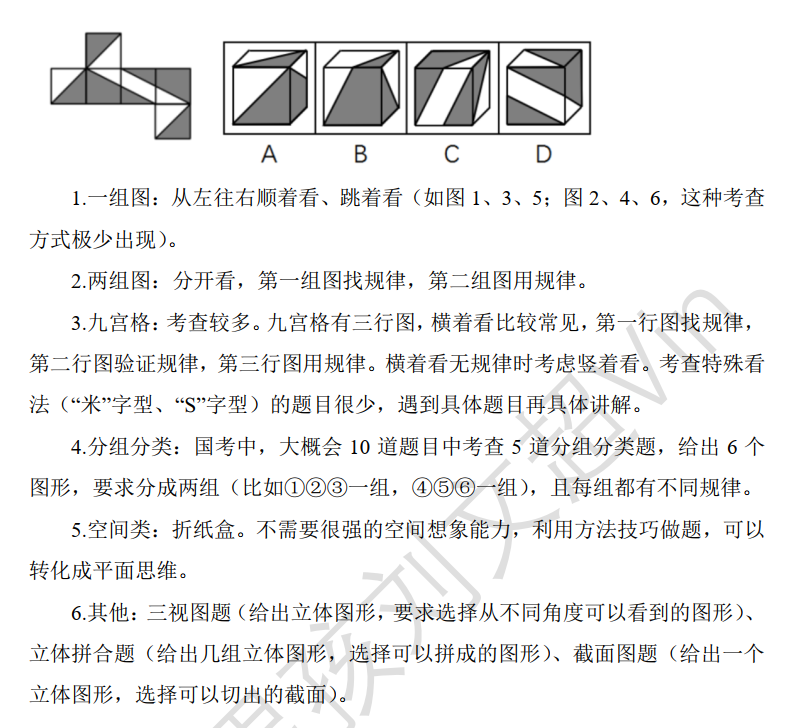 A B C D
1.一组图：从左往右顺着看、跳着看（如图 1、3、5；图 2、4、6，这种考查
方式极少出现）。
2.两组图：分开看，第一组图找规律，第二组图用规律。
3.九宫格：考查较多。九宫格有三行图，横着看比较常见，第一行图找规律，
第二行图验证规律，第三行图用规律。横着看无规律时考虑竖着看。考查特殊看
法（“米”字型、“S”字型）的题目很少，遇到具体题目再具体讲解。
4.分组分类：国考中，大概会 10 道题目中考查 5 道分组分类题，给出 6 个
图形，要求分成两组（比如①②③一组，④⑤⑥一组），且每组都有不同规律。
5.空间类：折纸盒。不需要很强的空间想象能力，利用方法技巧做题，可以
转化成平面思维。
6.其他：三视图题（给出立体图形，要求选择从不同角度可以看到的图形）、
立体拼合题（给出几组立体图形，选择可以拼成的图形）、截面图题（给出一个
立体图形，选择可以切出的截面）。
孩刘文超Vin